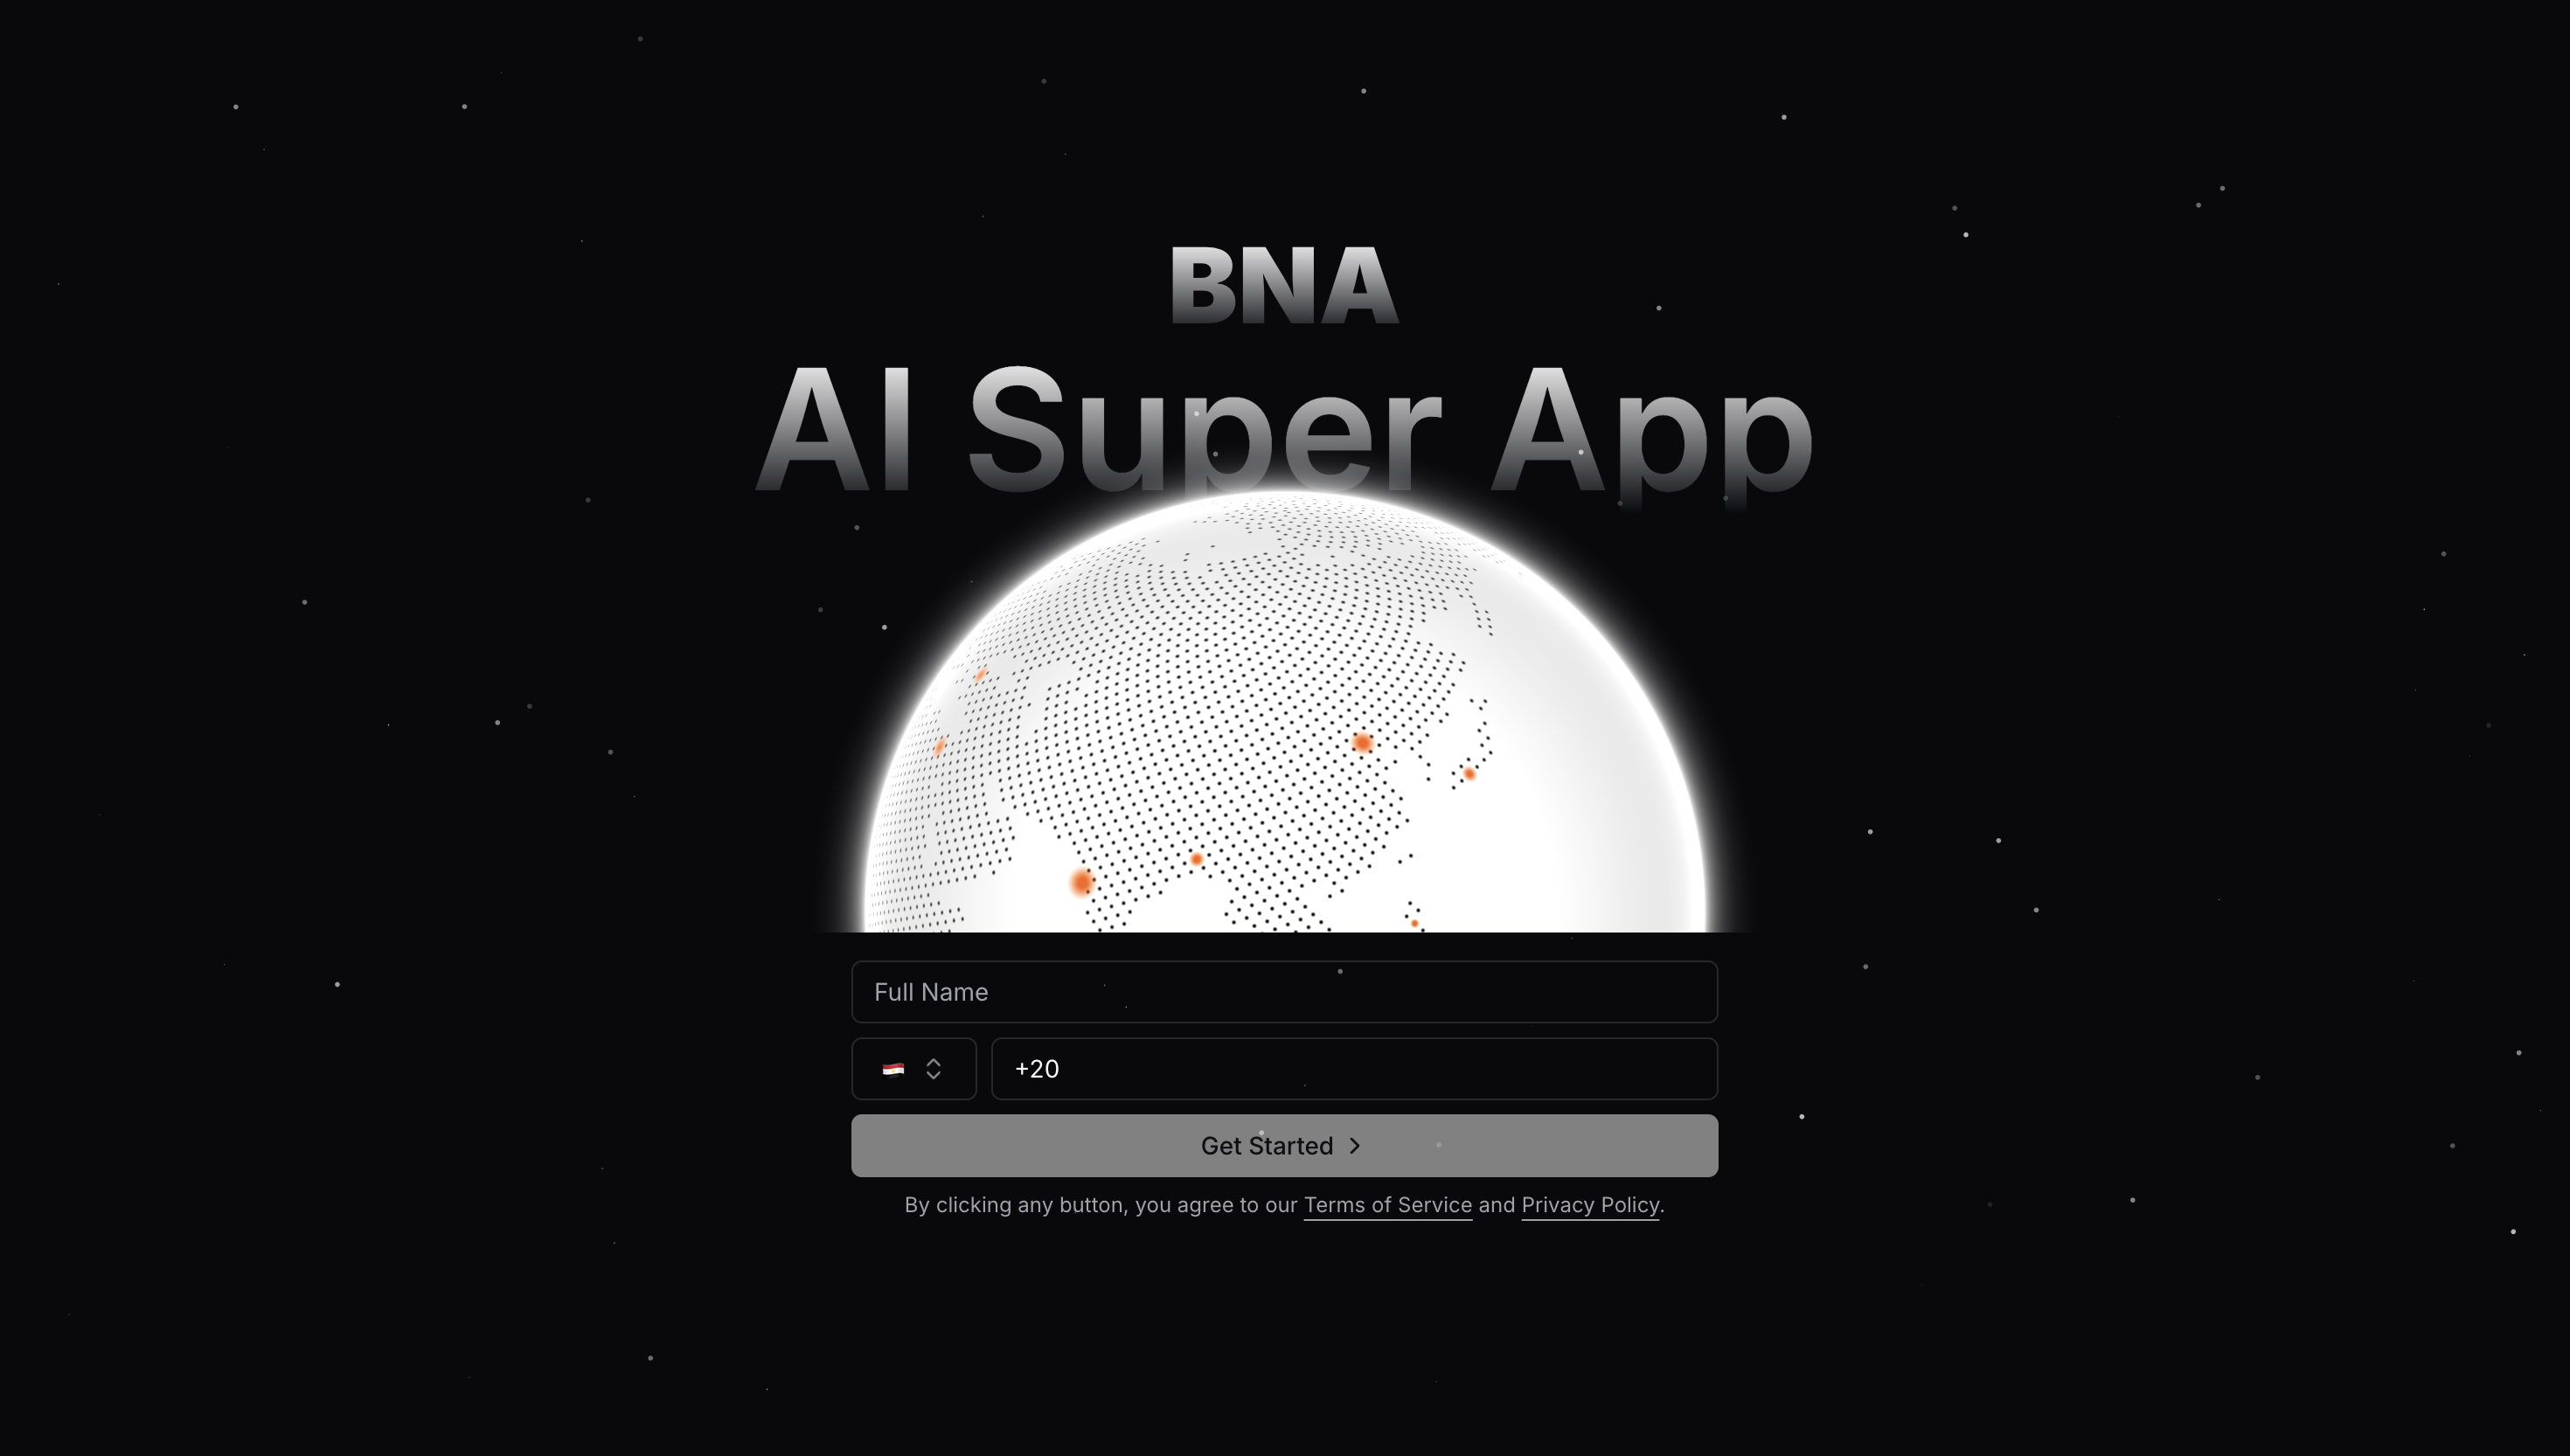 BNA
AI Super App
Full Name
+20
Get Started
By clicking any button, you agree to our Terms of Service and Privacy Policy.